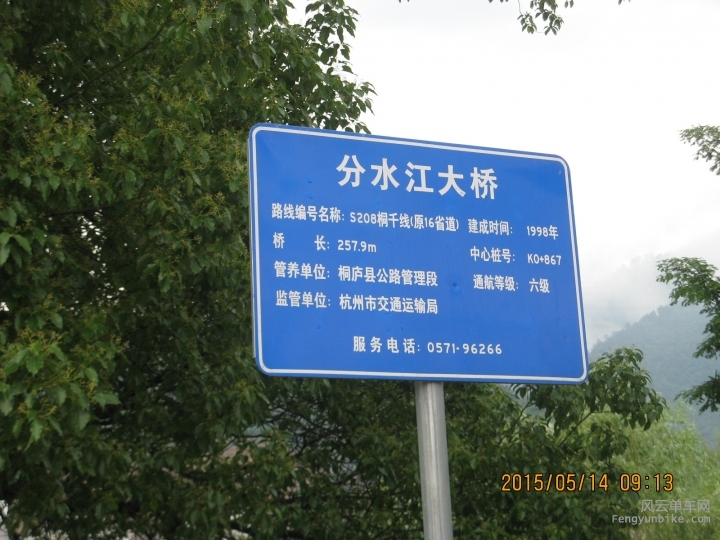 分水江大桥
路线编号名称: S208桐千线(原16省道) 建成时间: 1998年
桥 长: 257.9m 中心桩号: K0+867
管养单位: 桐庐县公路管理段 通航等级: 六级
监管单位: 杭州市交通运输局
服务电话: 0571-96266
2015/05/14 09:13
风云单车网
Fengyunbike.com